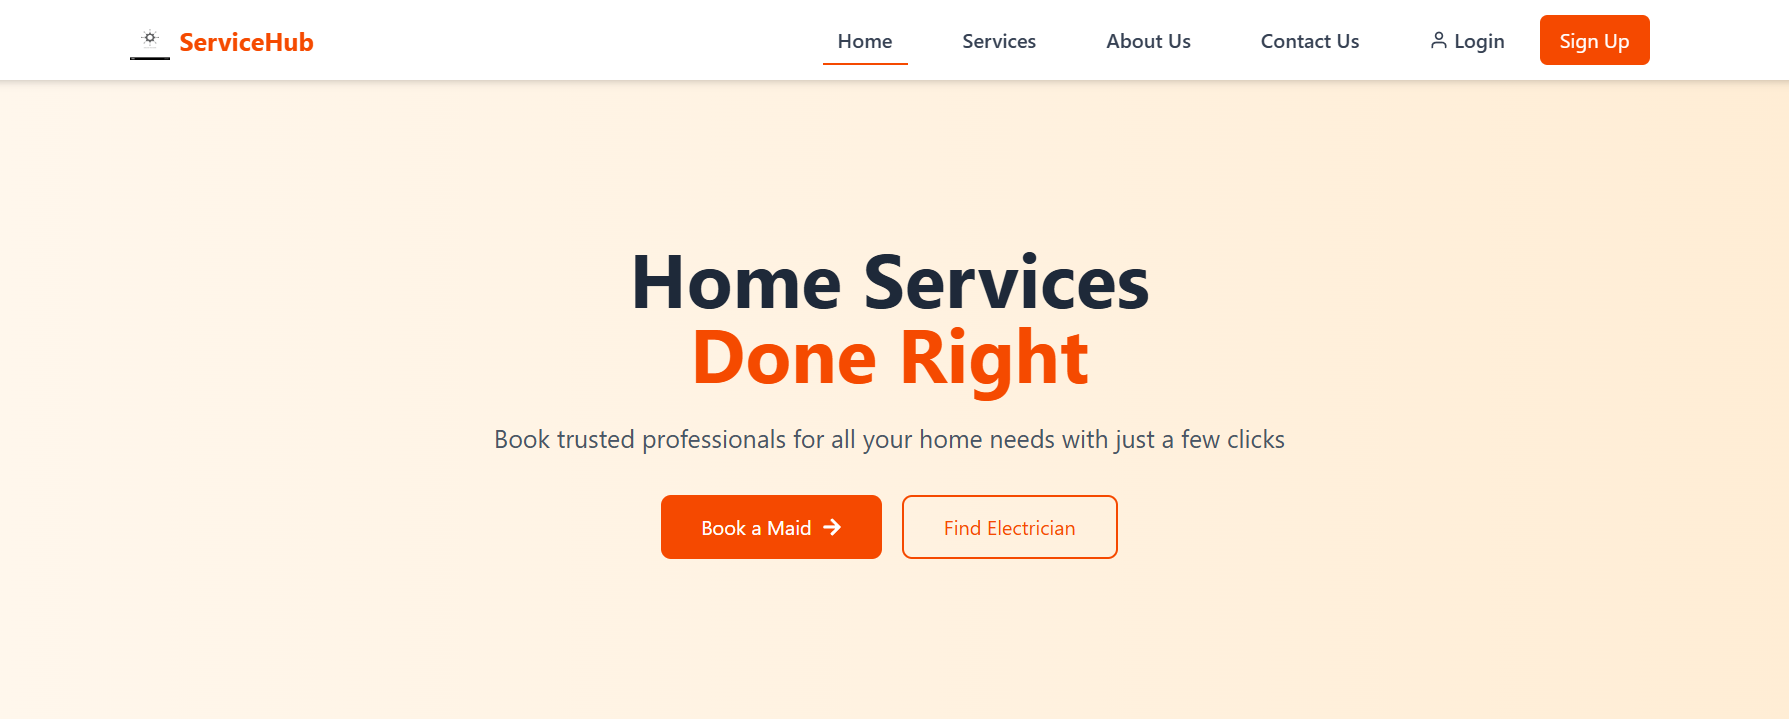 ServiceHub
Home
Services
About Us
Contact Us
Login
Sign Up
Home Services
Done Right
Book trusted professionals for all your home needs with just a few clicks
Book a Maid
Find Electrician